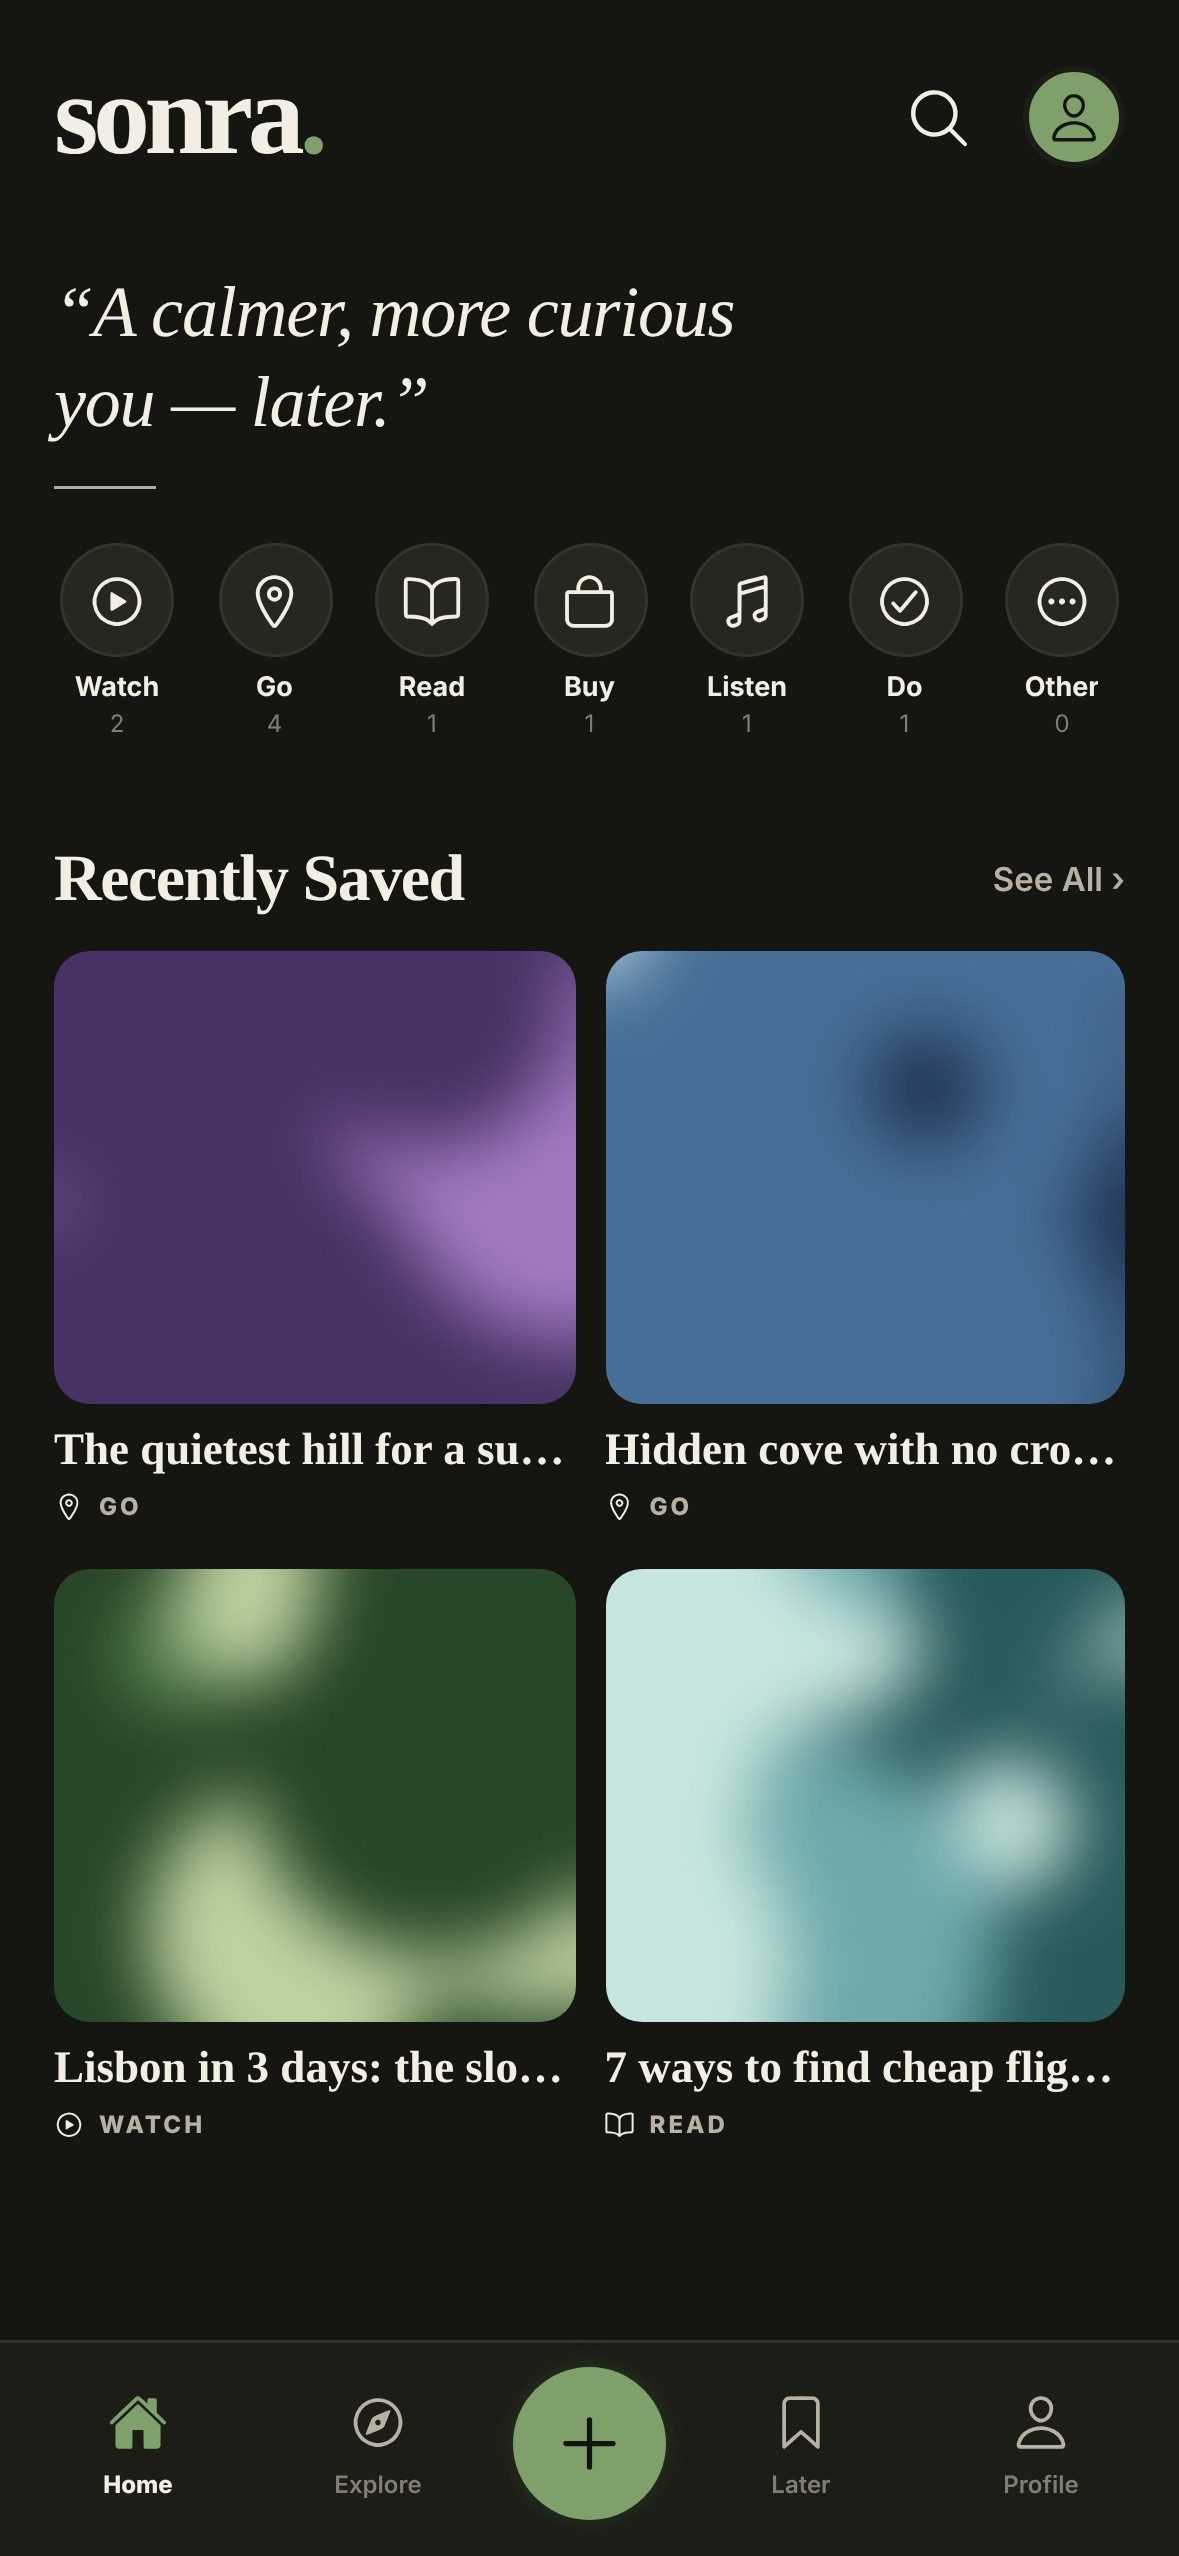 sonra.
“A calmer, more curious
you — later.”
Watch
2
Go
4
Read
1
Buy
1
Listen
1
Do
1
Other
0
Recently Saved
See All ›
The quietest hill for a su…
GO
Hidden cove with no cro…
GO
Lisbon in 3 days: the slo…
WATCH
7 ways to find cheap flig…
READ
Home
Explore
Later
Profile